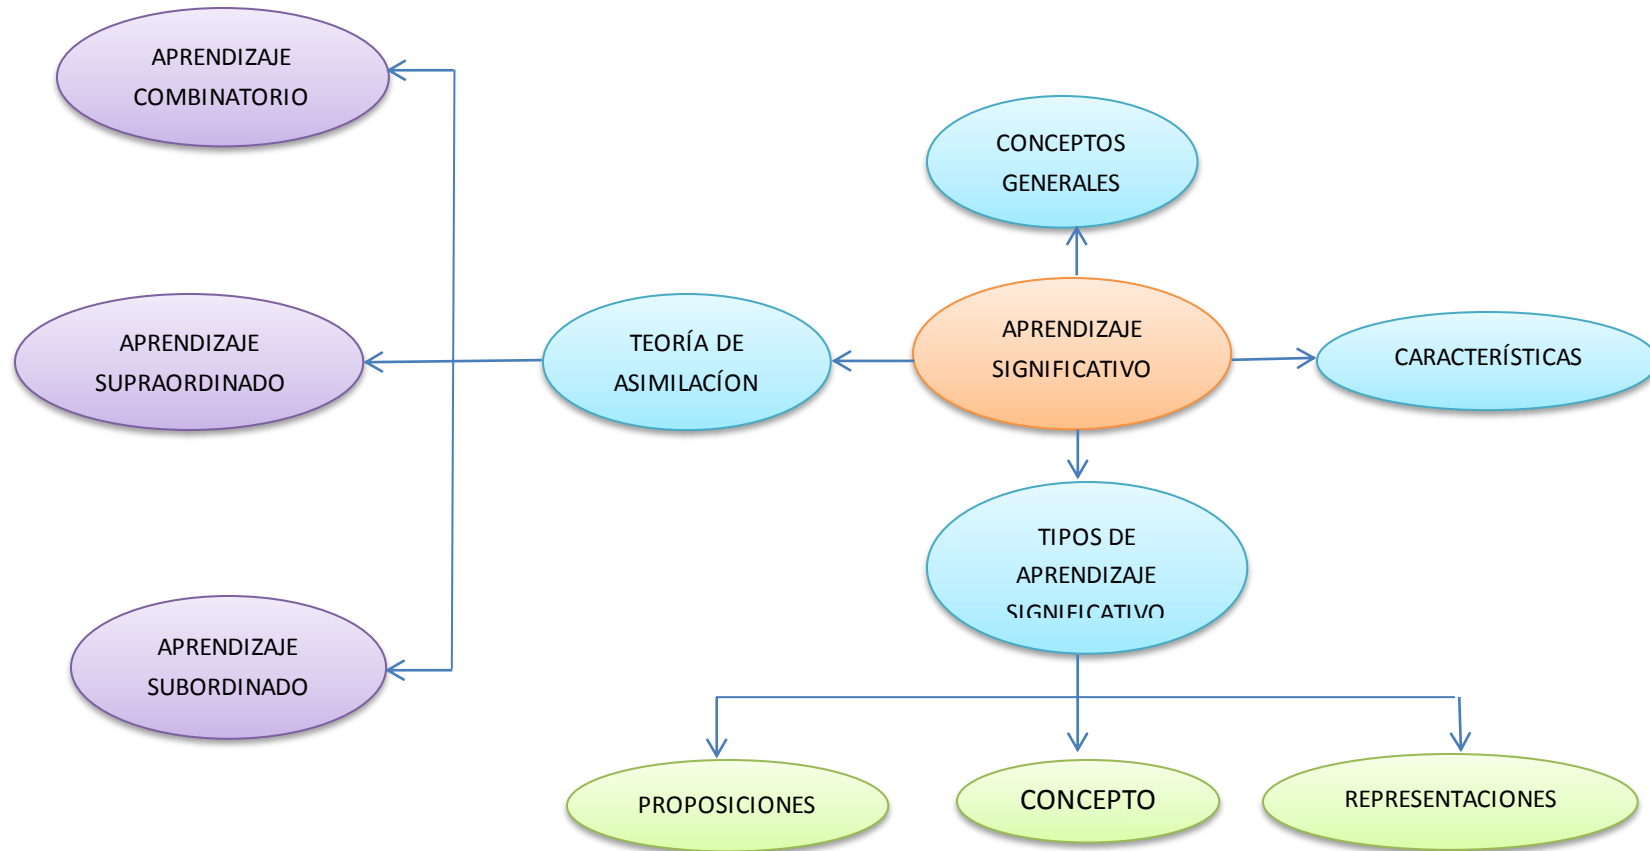 APRENDIZAJE
COMBINATORIO
CONCEPTOS
GENERALES
APRENDIZAJE
SUPRAORDINADO
TEORÍA DE
ASIMILACÍON
APRENDIZAJE
SIGNIFICATIVO
CARACTERÍSTICAS
TIPOS DE
APRENDIZAJE
SIGNIFICATIVO
APRENDIZAJE
SUBORDINADO
PROPOSICIONES
CONCEPTO
REPRESENTACIONES